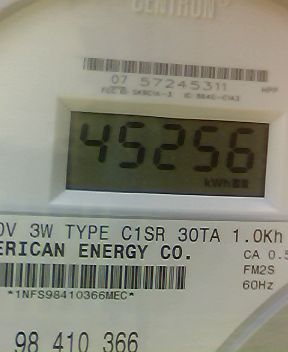 CENTRON
07 57245311
45256
kWh
0V 3W TYPE C1SR 30TA 1.0Kh
ERICAN ENERGY CO.
CA 0.5
FM2S
*1NFS98410366MEC*
60Hz
98 410 366